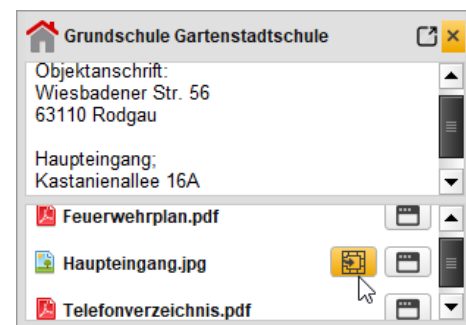 Grundschule Gartenstadtschule
Objektanschrift:
Wiesbadener Str. 56
63110 Rodgau
Haupteingang;
Kastanienallee 16A
Feuerwehrplan.pdf
Haupteingang.jpg
Telefonverzeichnis.pdf